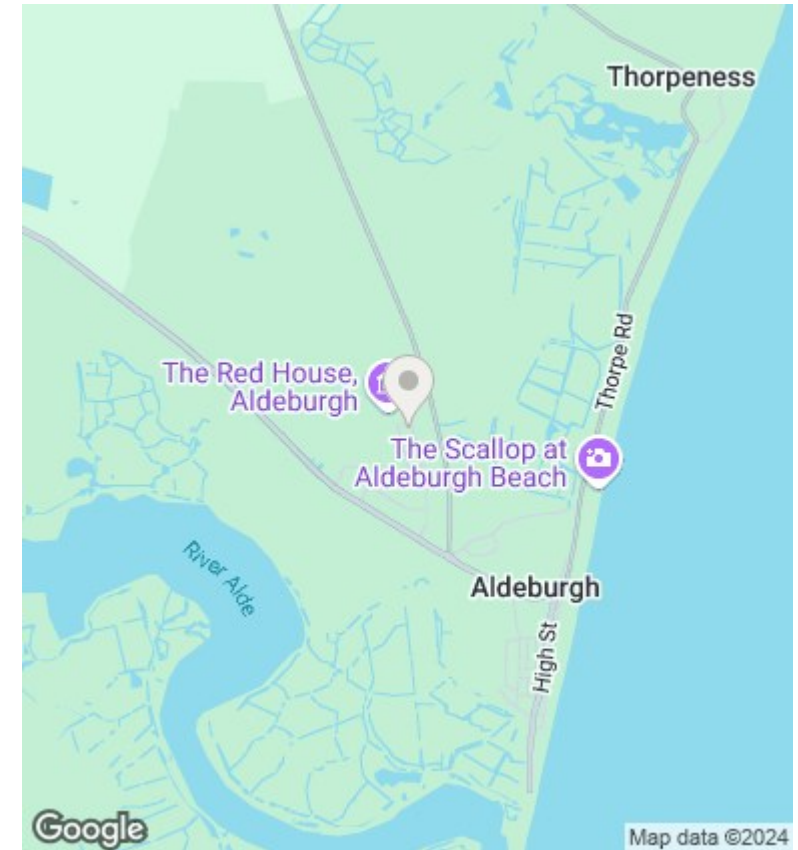 Thorpeness
Thorpe Rd
The Red House,
Aldeburgh
The Scallop at
Aldeburgh Beach
River Alde
Aldeburgh
High St
Google
Map data ©2024